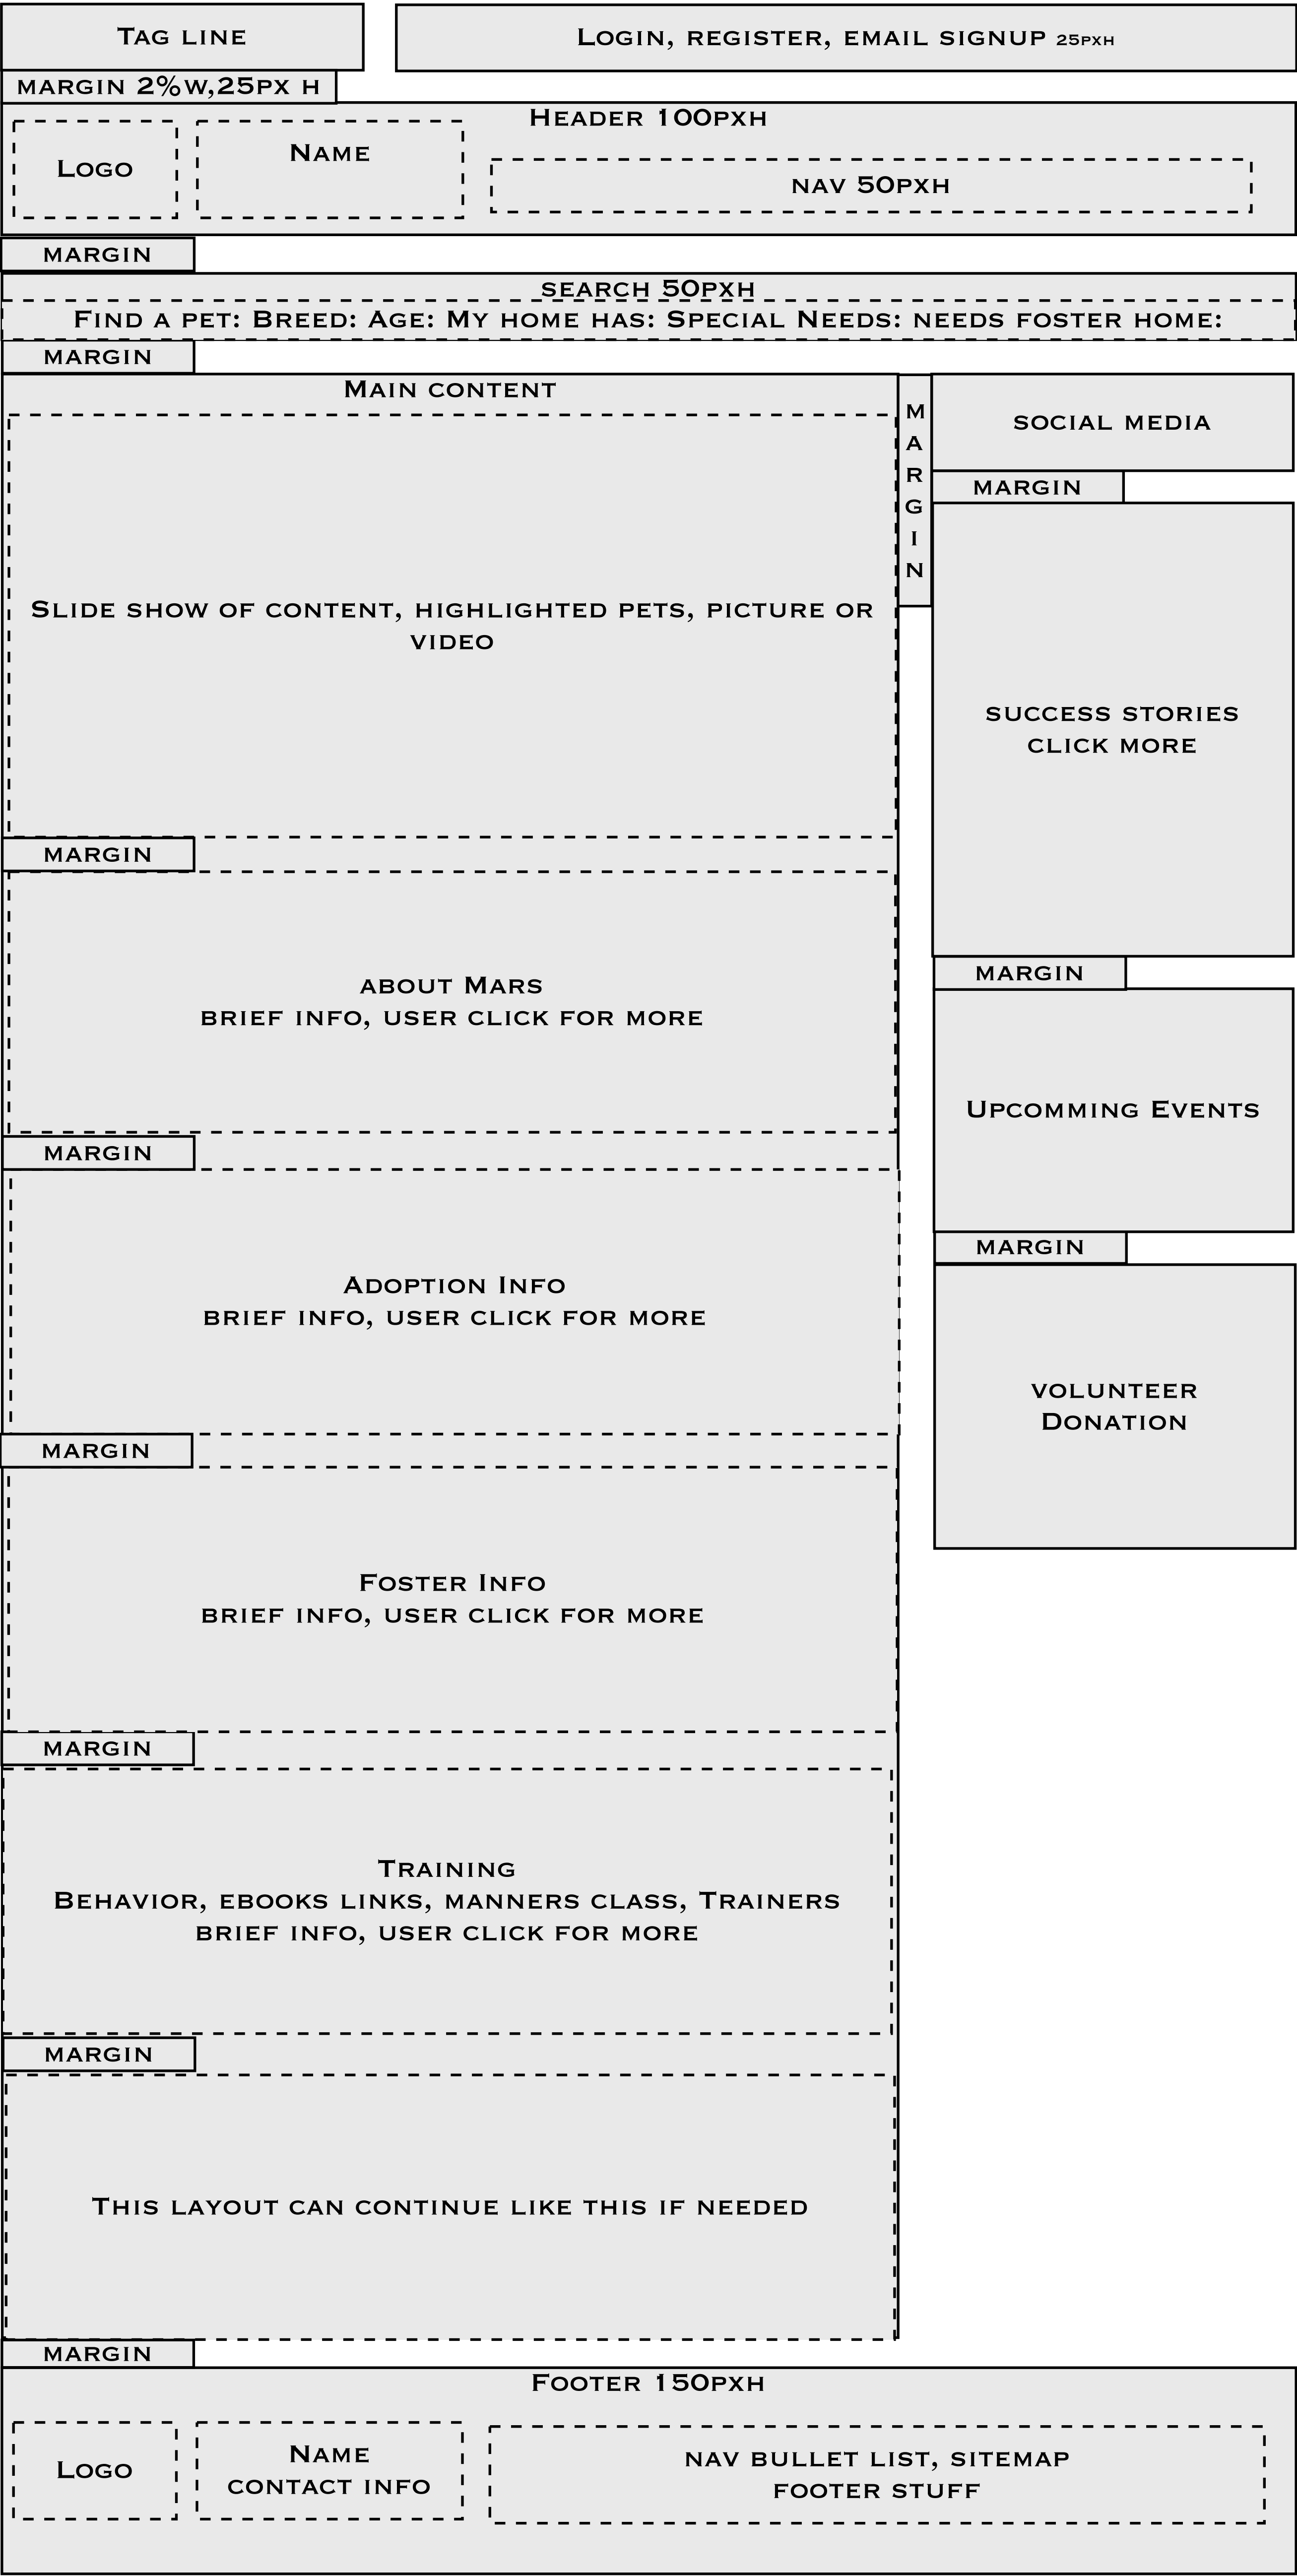 Tag line
Login, register, email signup 25pxh
margin 2%w,25px h
Header 100pxh
Logo
Name
nav 50pxh
margin
search 50pxh
Find a pet: Breed: Age: My home has: Special Needs: needs foster home:
margin
Main content
Slide show of content, highlighted pets, picture or
video
margin
about Mars
brief info, user click for more
margin
Adoption Info
brief info, user click for more
margin
Foster Info
brief info, user click for more
margin
Training
Behavior, ebooks links, manners class, Trainers
brief info, user click for more
margin
This layout can continue like this if needed
margin
M
A
R
G
I
N
social media
margin
success stories
click more
margin
Upcomming Events
margin
volunteer
Donation
Footer 150pxh
Logo
Name
contact info
nav bullet list, sitemap
footer stuff